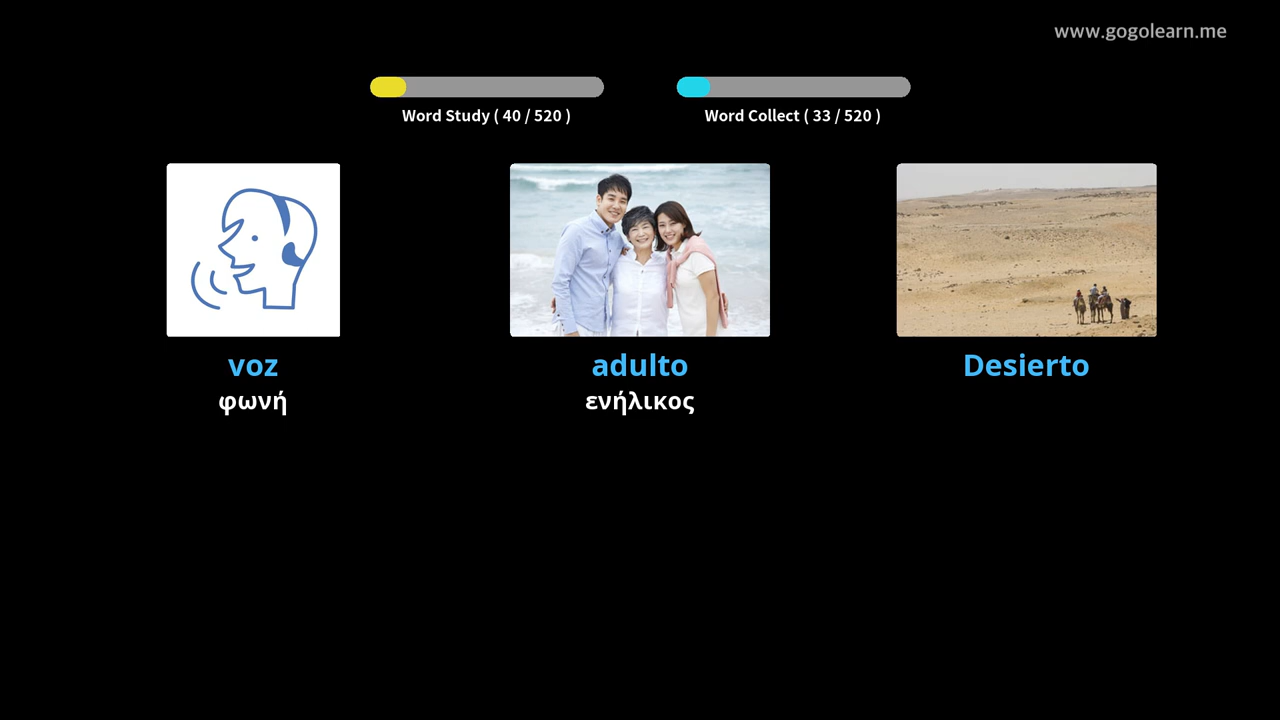 www.gogolearn.me
Word Study ( 40 / 520 )
Word Collect ( 33 / 520 )
voz
φωνή
adulto
ενήλικος
Desierto